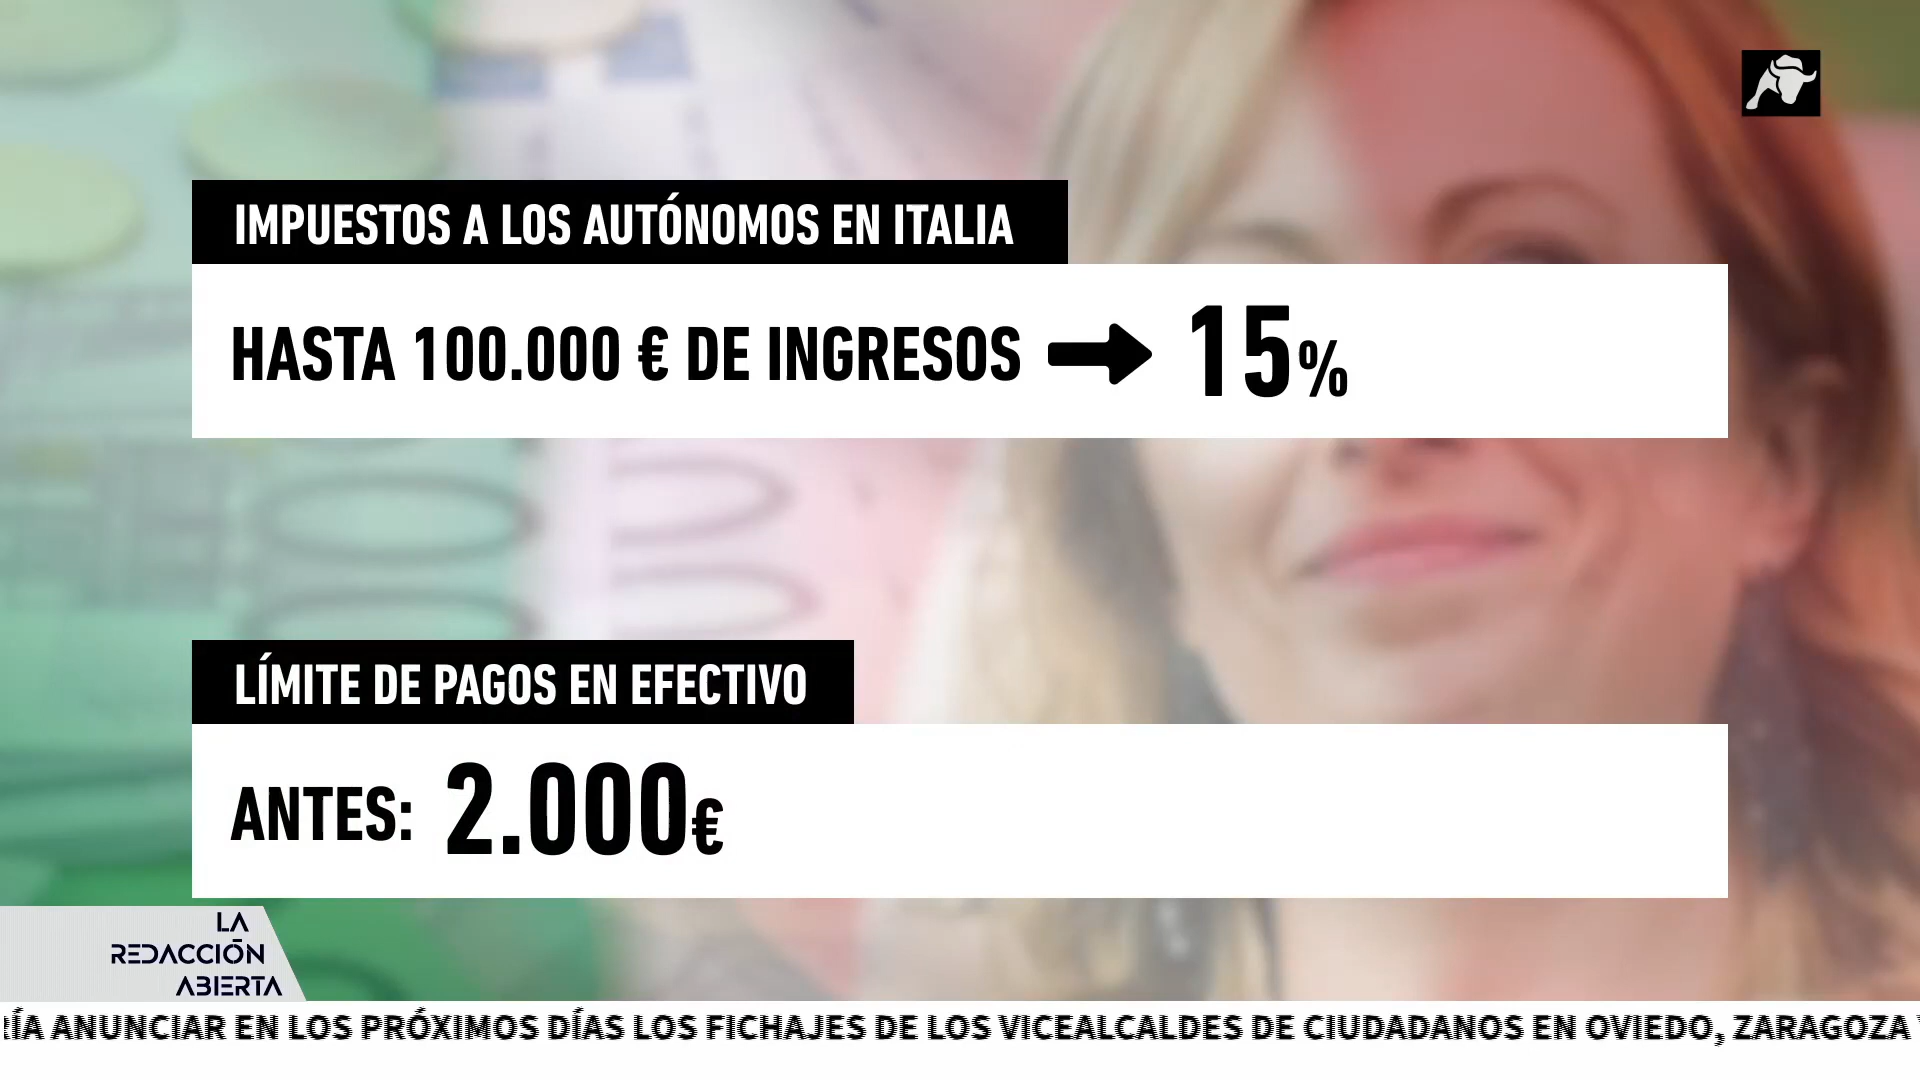 IMPUESTOS A LOS AUTÓNOMOS EN ITALIA
HASTA 100.000 € DE INGRESOS ➡ 15%
LÍMITE DE PAGOS EN EFECTIVO
ANTES: 2.000€
LA
REDACCIÓN
ABIERTA
ANUNCIAR EN LOS PRÓXIMOS DÍAS LOS FICHAJES DE LOS VICEALCALDES DE CIUDADANOS EN OVIEDO, ZARAGOZA